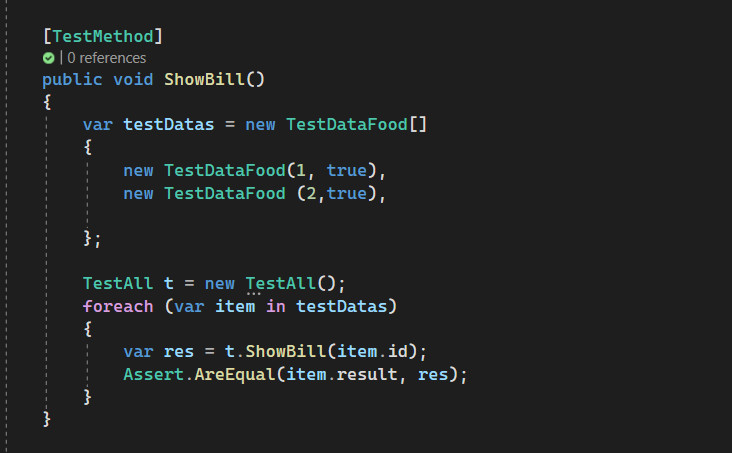 [TestMethod]
| 0 references
public void ShowBill()
{
var testDatas = new TestDataFood[]
{
new TestDataFood(1, true),
new TestDataFood (2,true),
};
TestAll t = new TestAll();
foreach (var item in testDatas)
{
var res = t.ShowBill(item.id);
Assert.AreEqual(item.result, res);
}
}